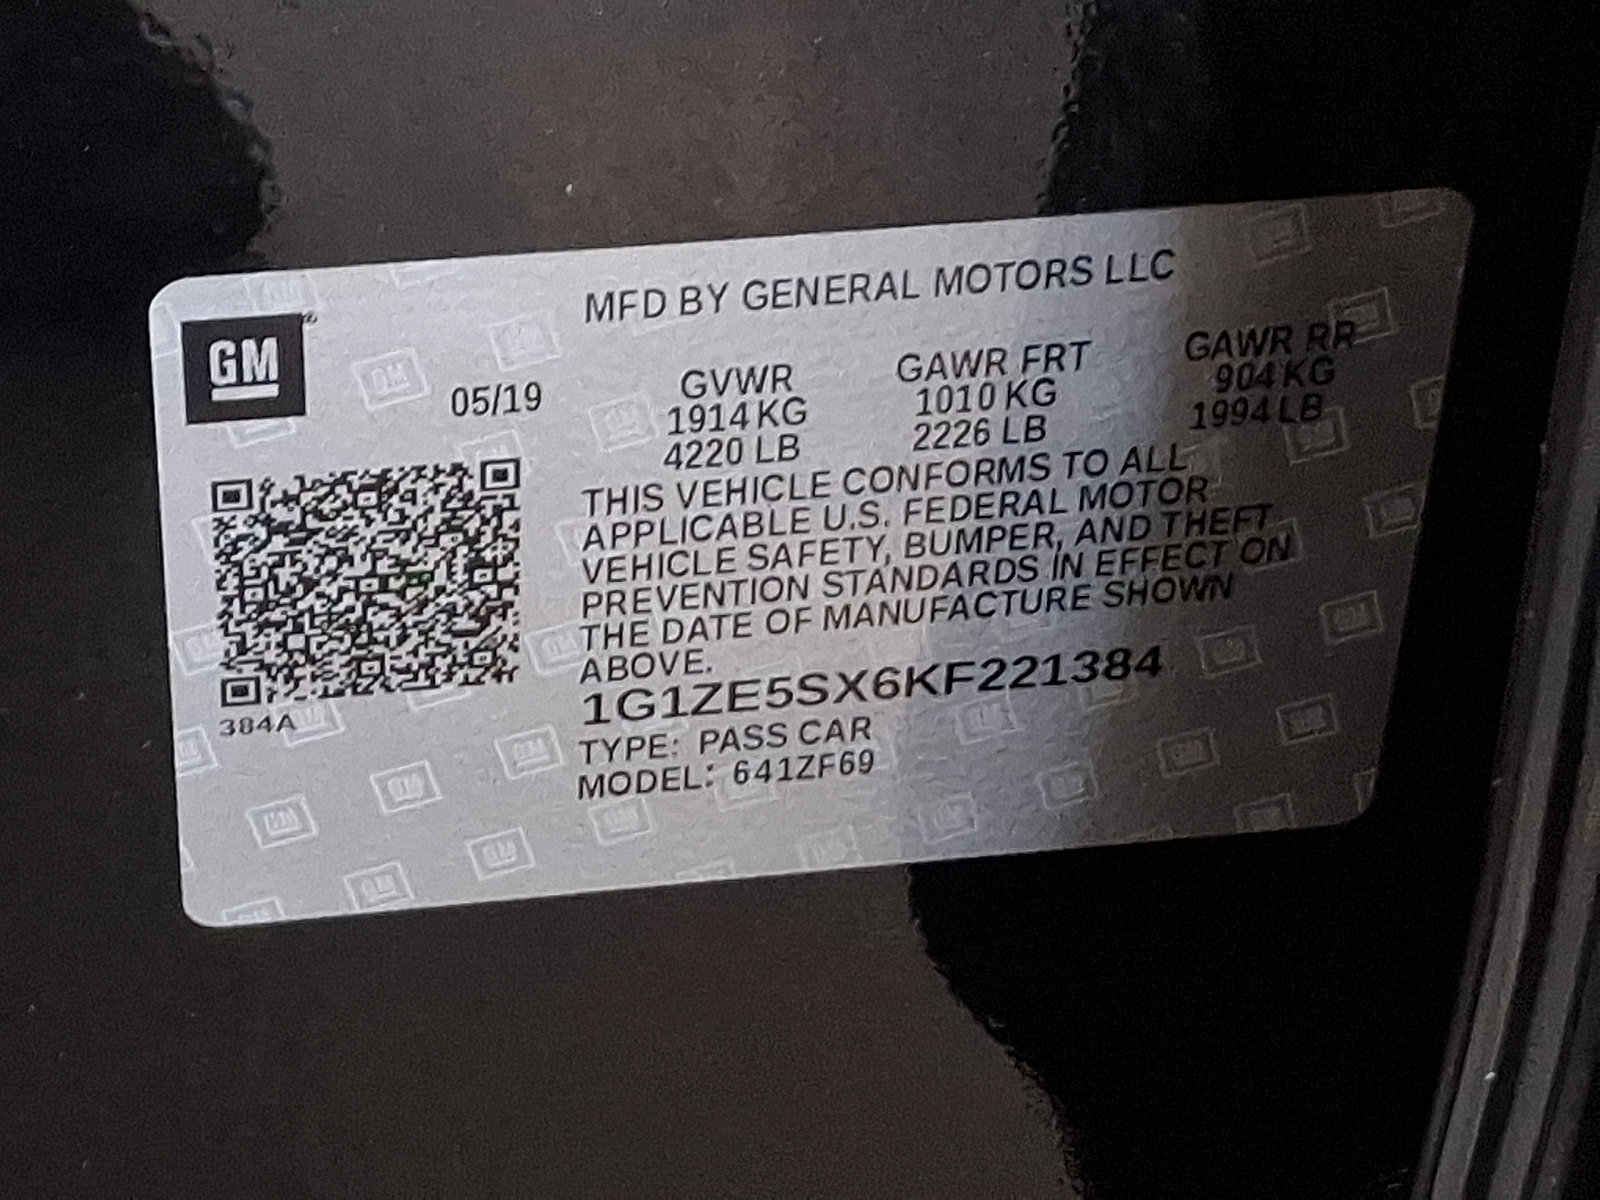 MFD BY GENERAL MOTORS LLC
GM
05/19
GVWR
1914 KG
4220 LB
GAWR FRT
1010 KG
2226 LB
GAWR RR
904 KG
1994 LB
THIS VEHICLE CONFORMS TO ALL
APPLICABLE U.S. FEDERAL MOTOR
VEHICLE SAFETY, BUMPER, AND THEFT
PREVENTION STANDARDS IN EFFECT ON
THE DATE OF MANUFACTURE SHOWN
ABOVE.
1G1ZE5SX6KF221384
TYPE: PASS CAR
MODEL: 641ZF69
384A